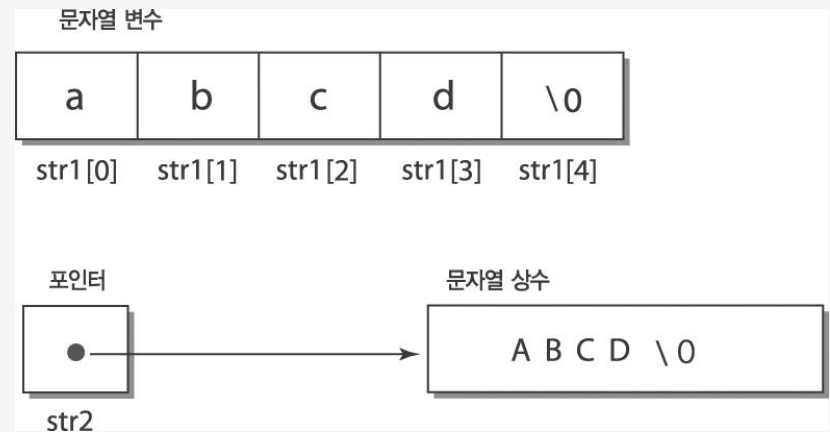 문자열 변수
a b c d \0
str1[0] str1[1] str1[2] str1[3] str1[4]
포인터 문자열 상수
A B C D \0
str2